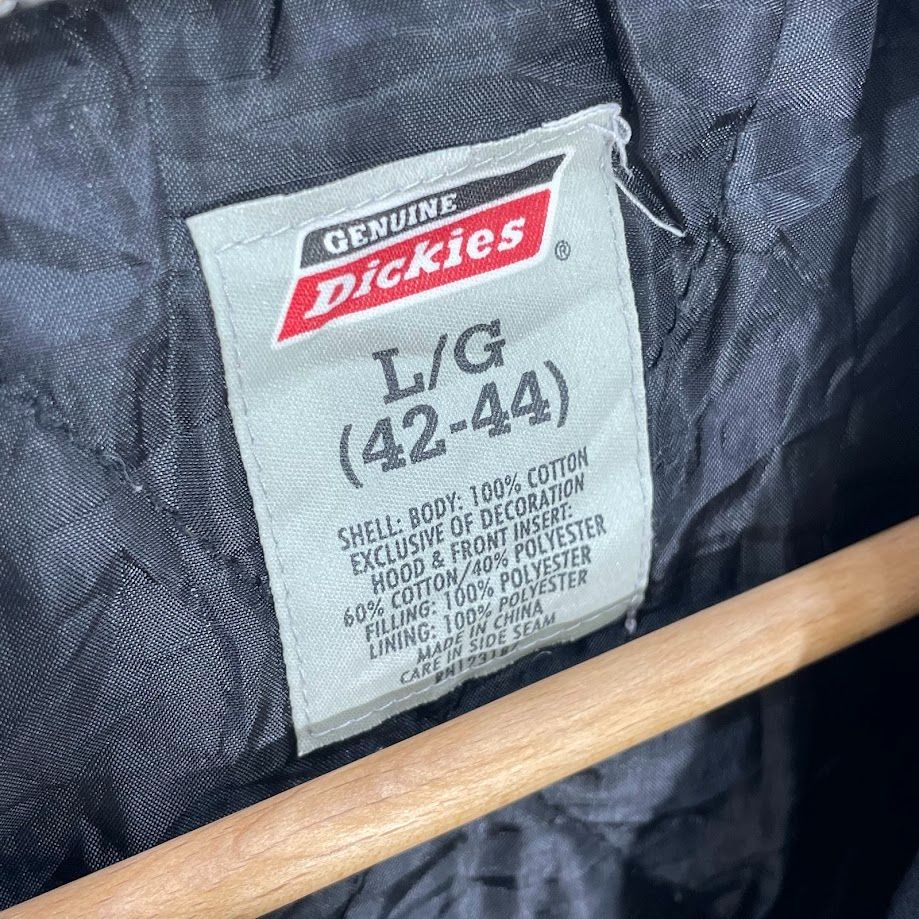 GENUINE
Dickies ®
L/G
(42-44)
SHELL: BODY: 100% COTTON
EXCLUSIVE OF DECORATION
HOOD & FRONT INSERT:
60% COTTON/40% POLYESTER
FILLING: 100% POLYESTER
LINING: 100% POLYESTER
MADE IN CHINA
CARE IN SIDE SEAM